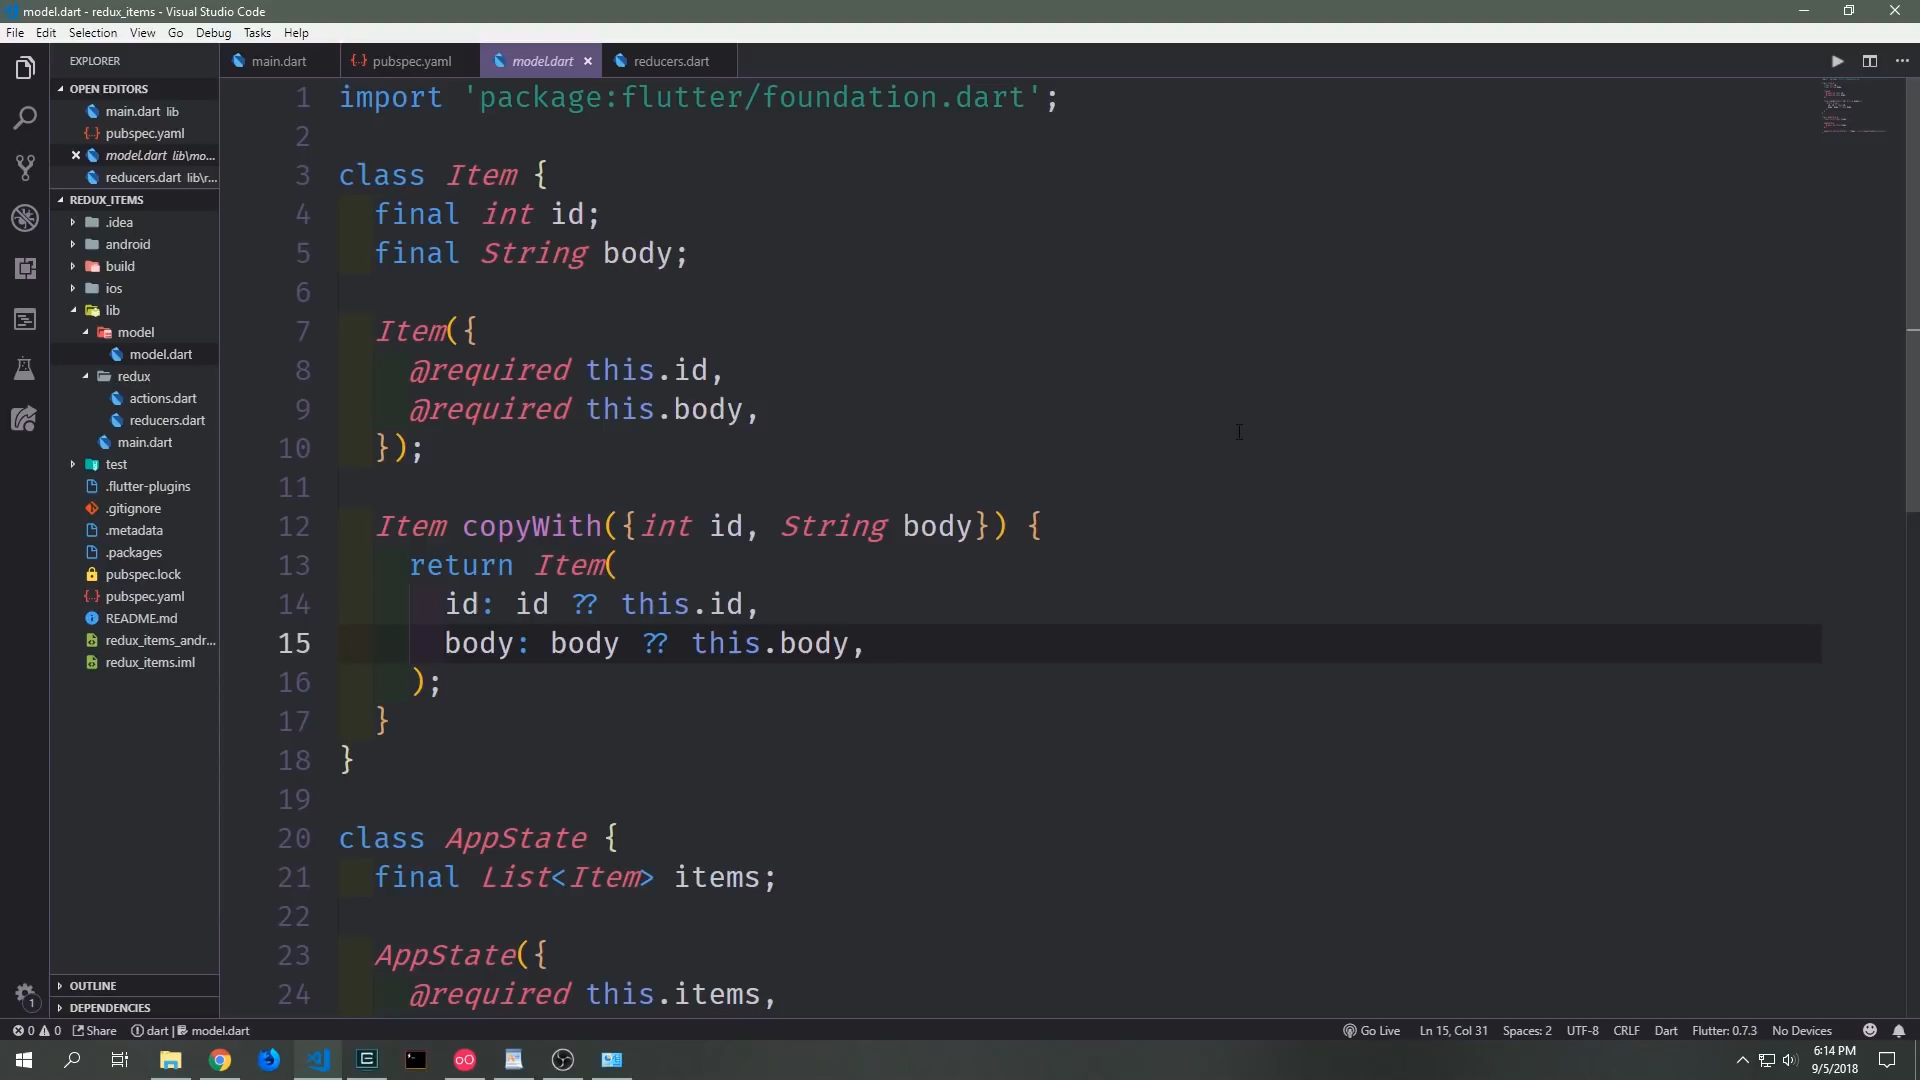 model.dart - redux_items - Visual Studio Code
File Edit Selection View Go Debug Tasks Help
EXPLORER
OPEN EDITORS
main.dart lib
pubspec.yaml
model.dart lib\mo...
reducers.dart lib\r...
REDUX_ITEMS
.idea
android
build
ios
lib
model
model.dart
redux
actions.dart
reducers.dart
main.dart
test
.flutter-plugins
.gitignore
.metadata
.packages
pubspec.lock
pubspec.yaml
README.md
redux_items_andr...
redux_items.iml
OUTLINE
DEPENDENCIES
1
main.dart pubspec.yaml model.dart reducers.dart
1 import 'package:flutter/foundation.dart';
2
3 class Item {
4 final int id;
5 final String body;
6
7 Item({
8 @required this.id,
9 @required this.body,
10 });
11
12 Item copyWith({int id, String body}) {
13 return Item(
14 id: id ?? this.id,
15 body: body ?? this.body,
16 );
17 }
18 }
19
20 class AppState {
21 final List<Item> items;
22
23 AppState({
24 @required this.items,
0 0 Share dart | model.dart Go Live Ln 15, Col 31 Spaces: 2 UTF-8 CRLF Dart Flutter: 0.7.3 No Devices
6:14 PM
9/5/2018